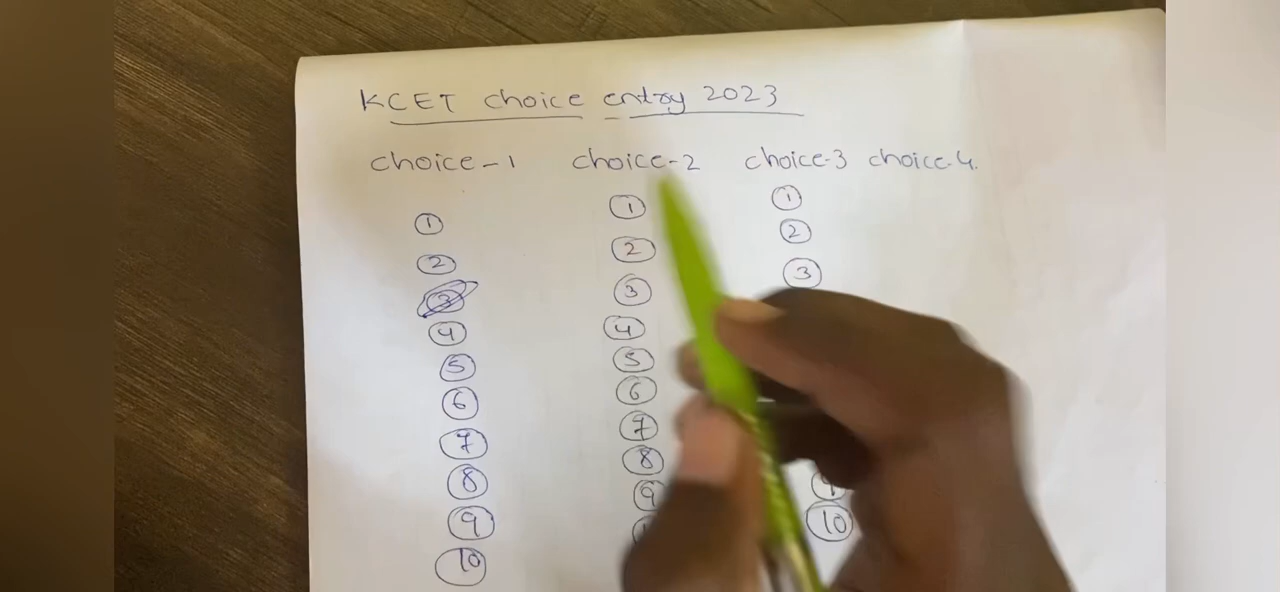 KCET choice entry 2023
choice-1 choice-2 choice-3 choice-4.
1 1 1
2 2 2
3 3 3
4 4
5 5
6 6
7 7
8 8
9 9
10 10